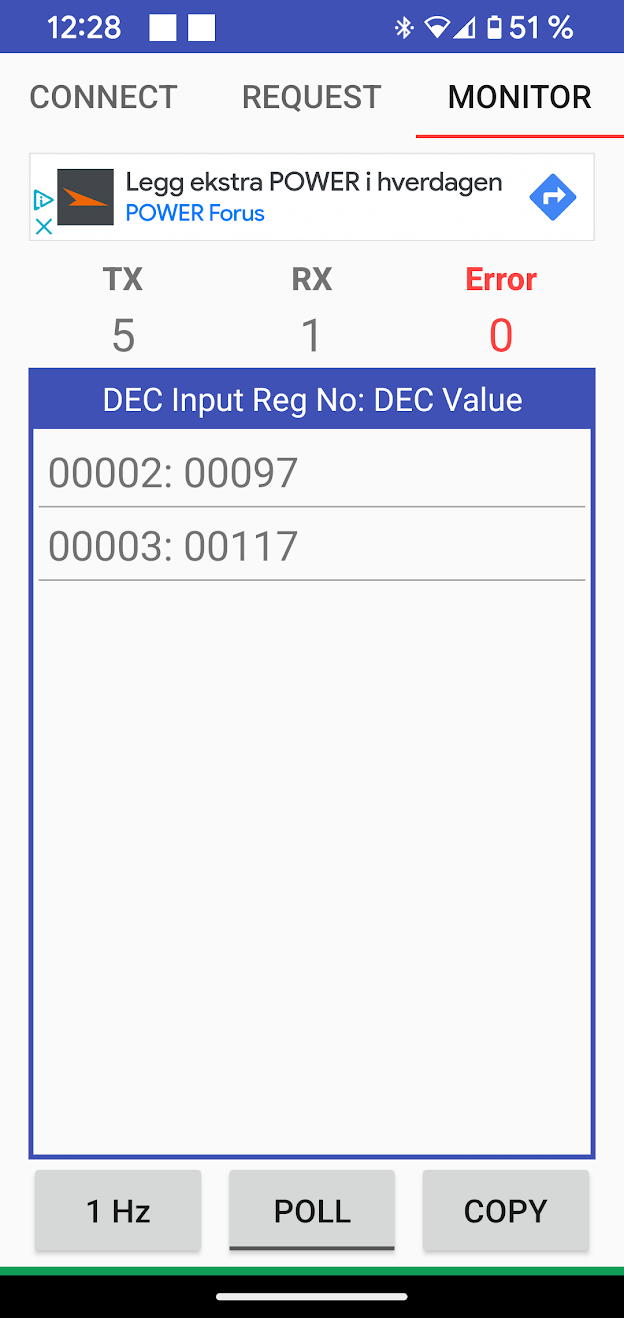 12:28 51 %
CONNECT REQUEST MONITOR
Legg ekstra POWER i hverdagen
POWER Forus
TX RX Error
5 1 0
DEC Input Reg No: DEC Value
00002: 00097
00003: 00117
1 Hz POLL COPY